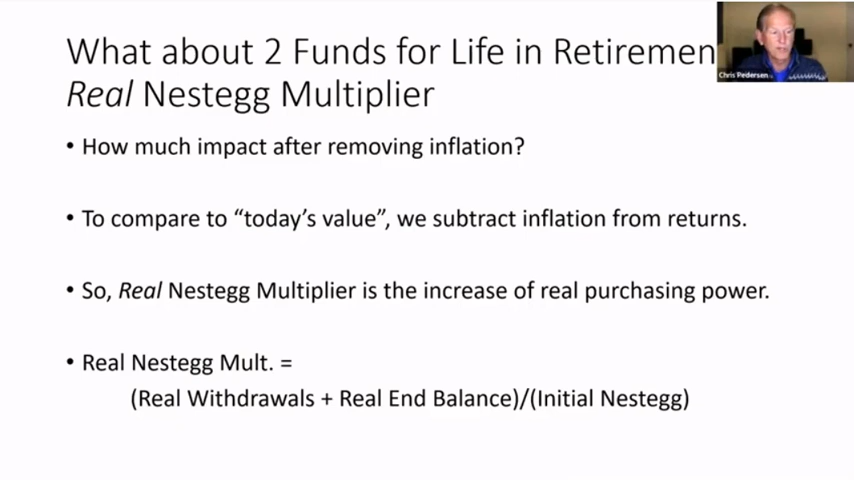 What about 2 Funds for Life in Retiremen
Real Nestegg Multiplier
• How much impact after removing inflation?
• To compare to “today’s value”, we subtract inflation from returns.
• So, Real Nestegg Multiplier is the increase of real purchasing power.
• Real Nestegg Mult. =
(Real Withdrawals + Real End Balance)/(Initial Nestegg)
Chris Pedersen